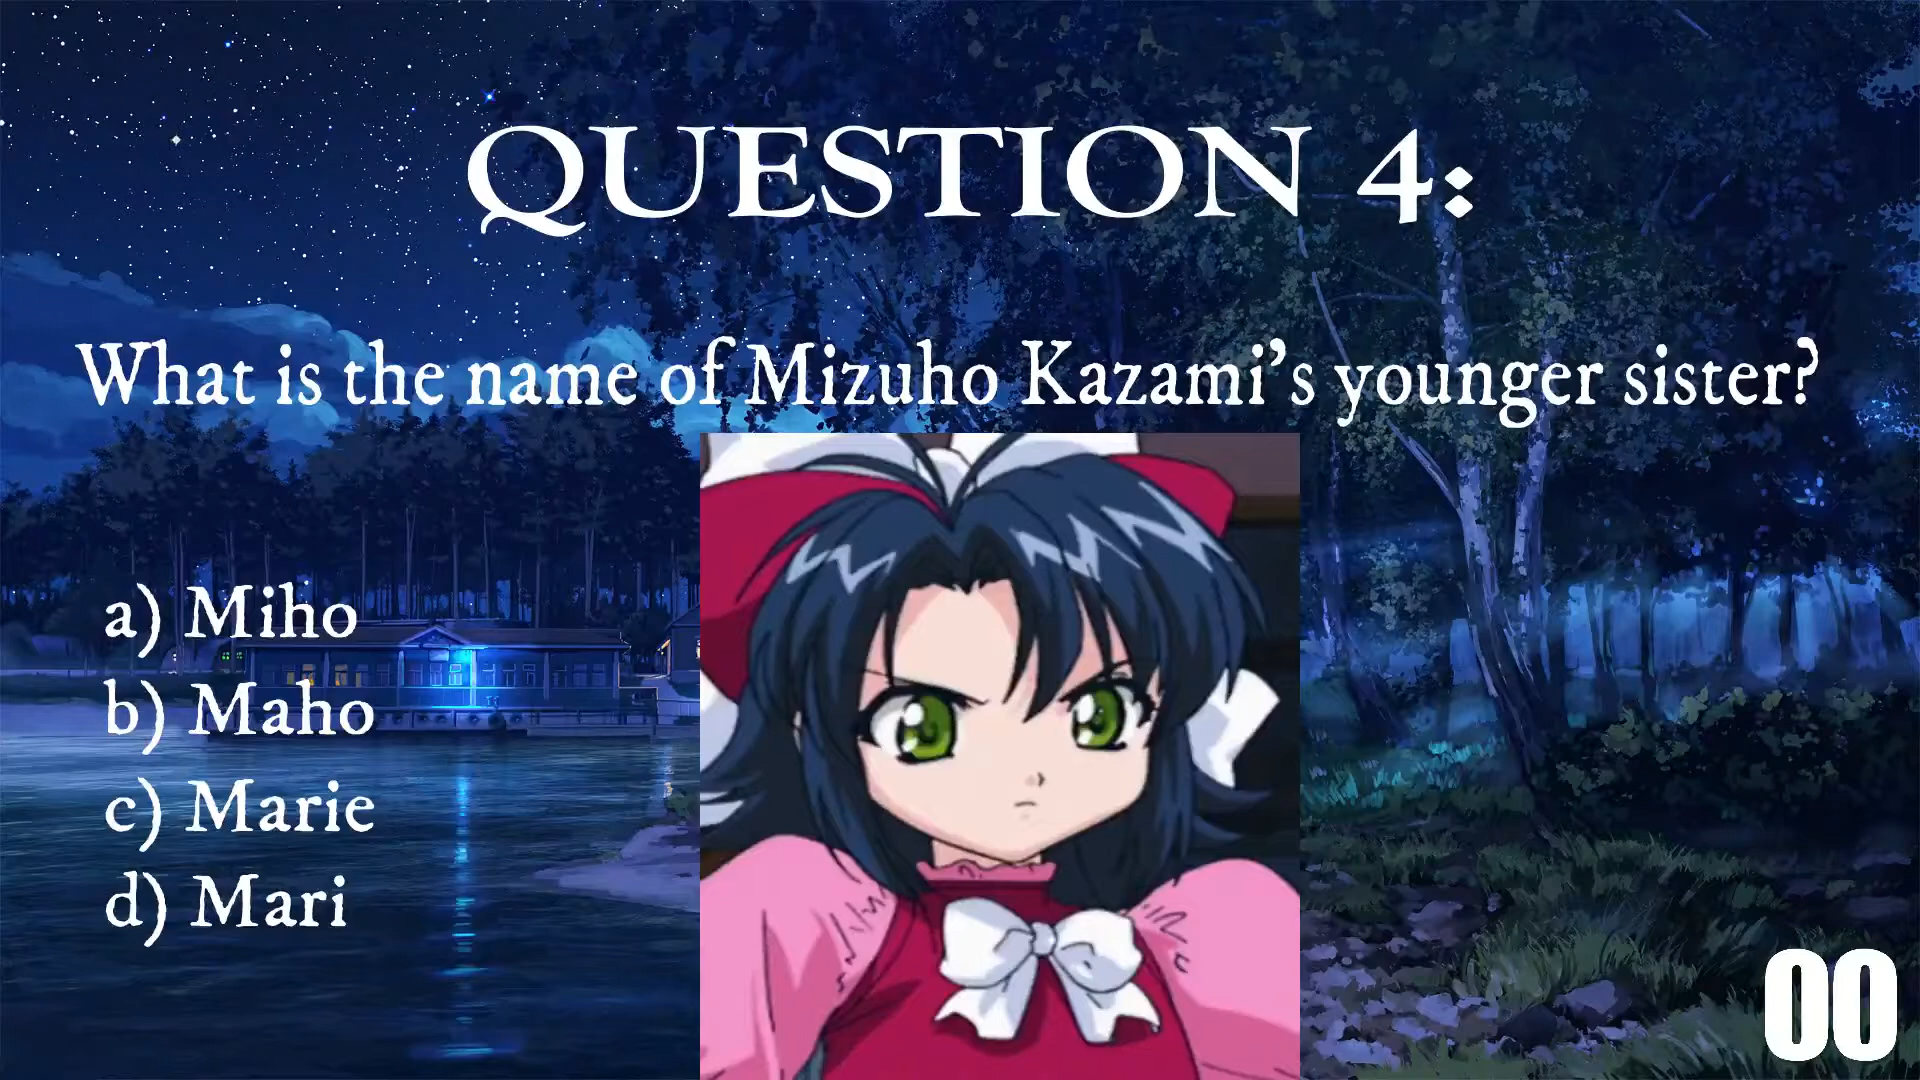 QUESTION 4:
What is the name of Mizuho Kazami's younger sister?
a) Miho
b) Maho
c) Marie
d) Mari
00